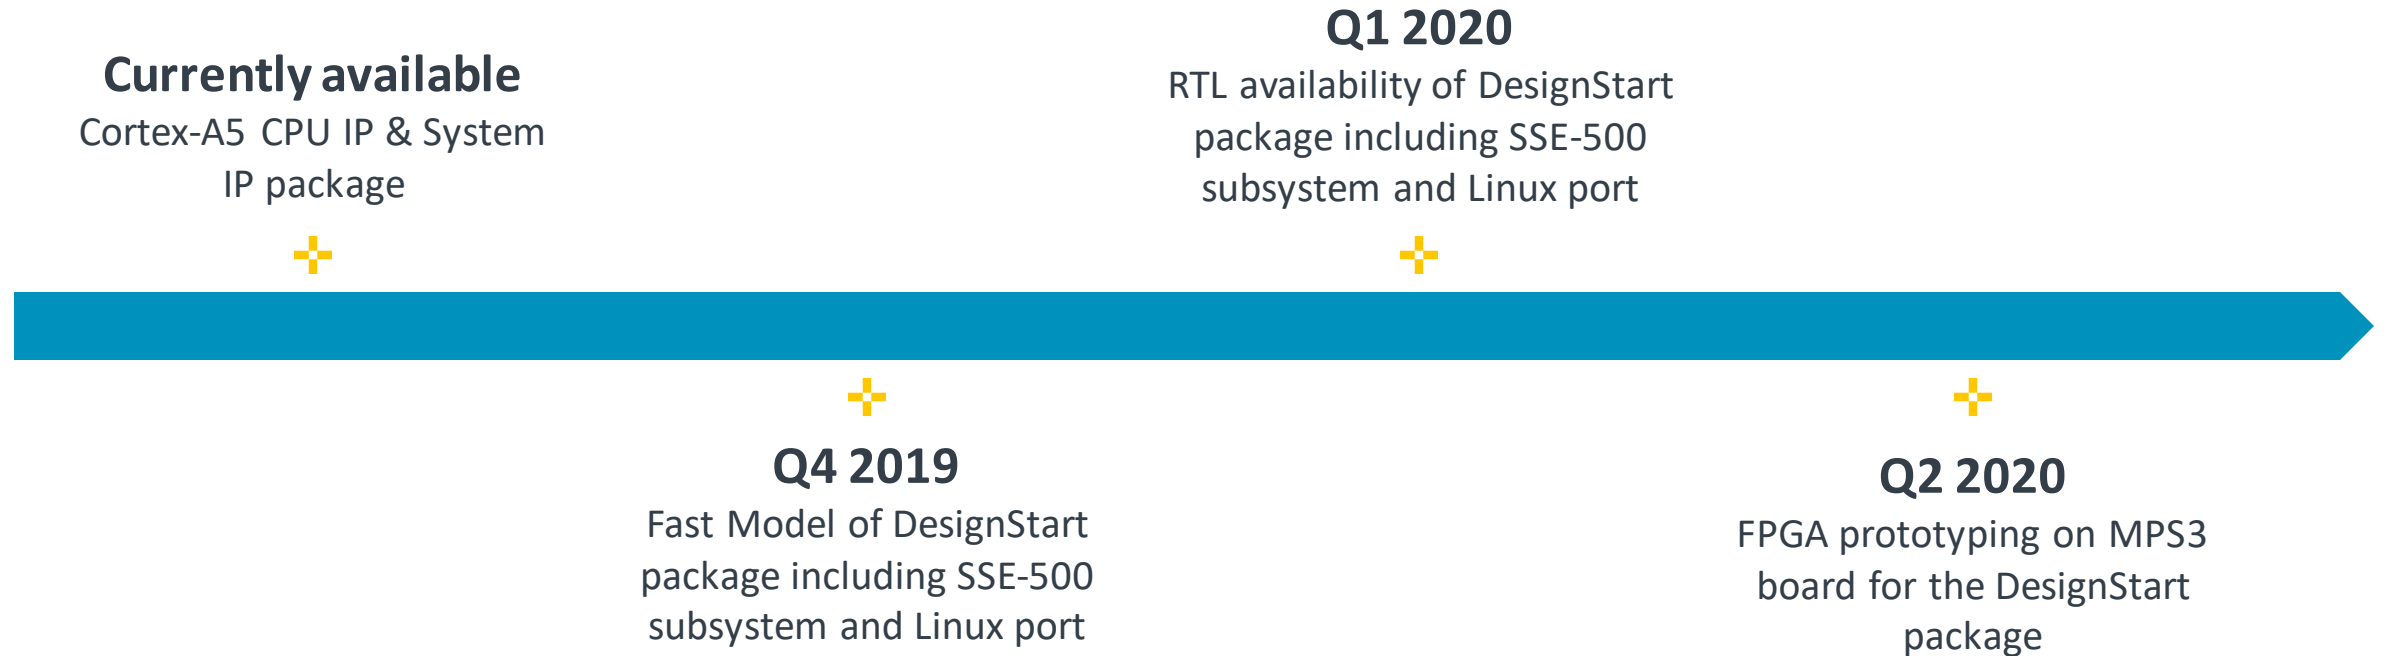 Currently available
Cortex-A5 CPU IP & System
IP package
Q4 2019
Fast Model of DesignStart
package including SSE-500
subsystem and Linux port
Q1 2020
RTL availability of DesignStart
package including SSE-500
subsystem and Linux port
Q2 2020
FPGA prototyping on MPS3
board for the DesignStart
package